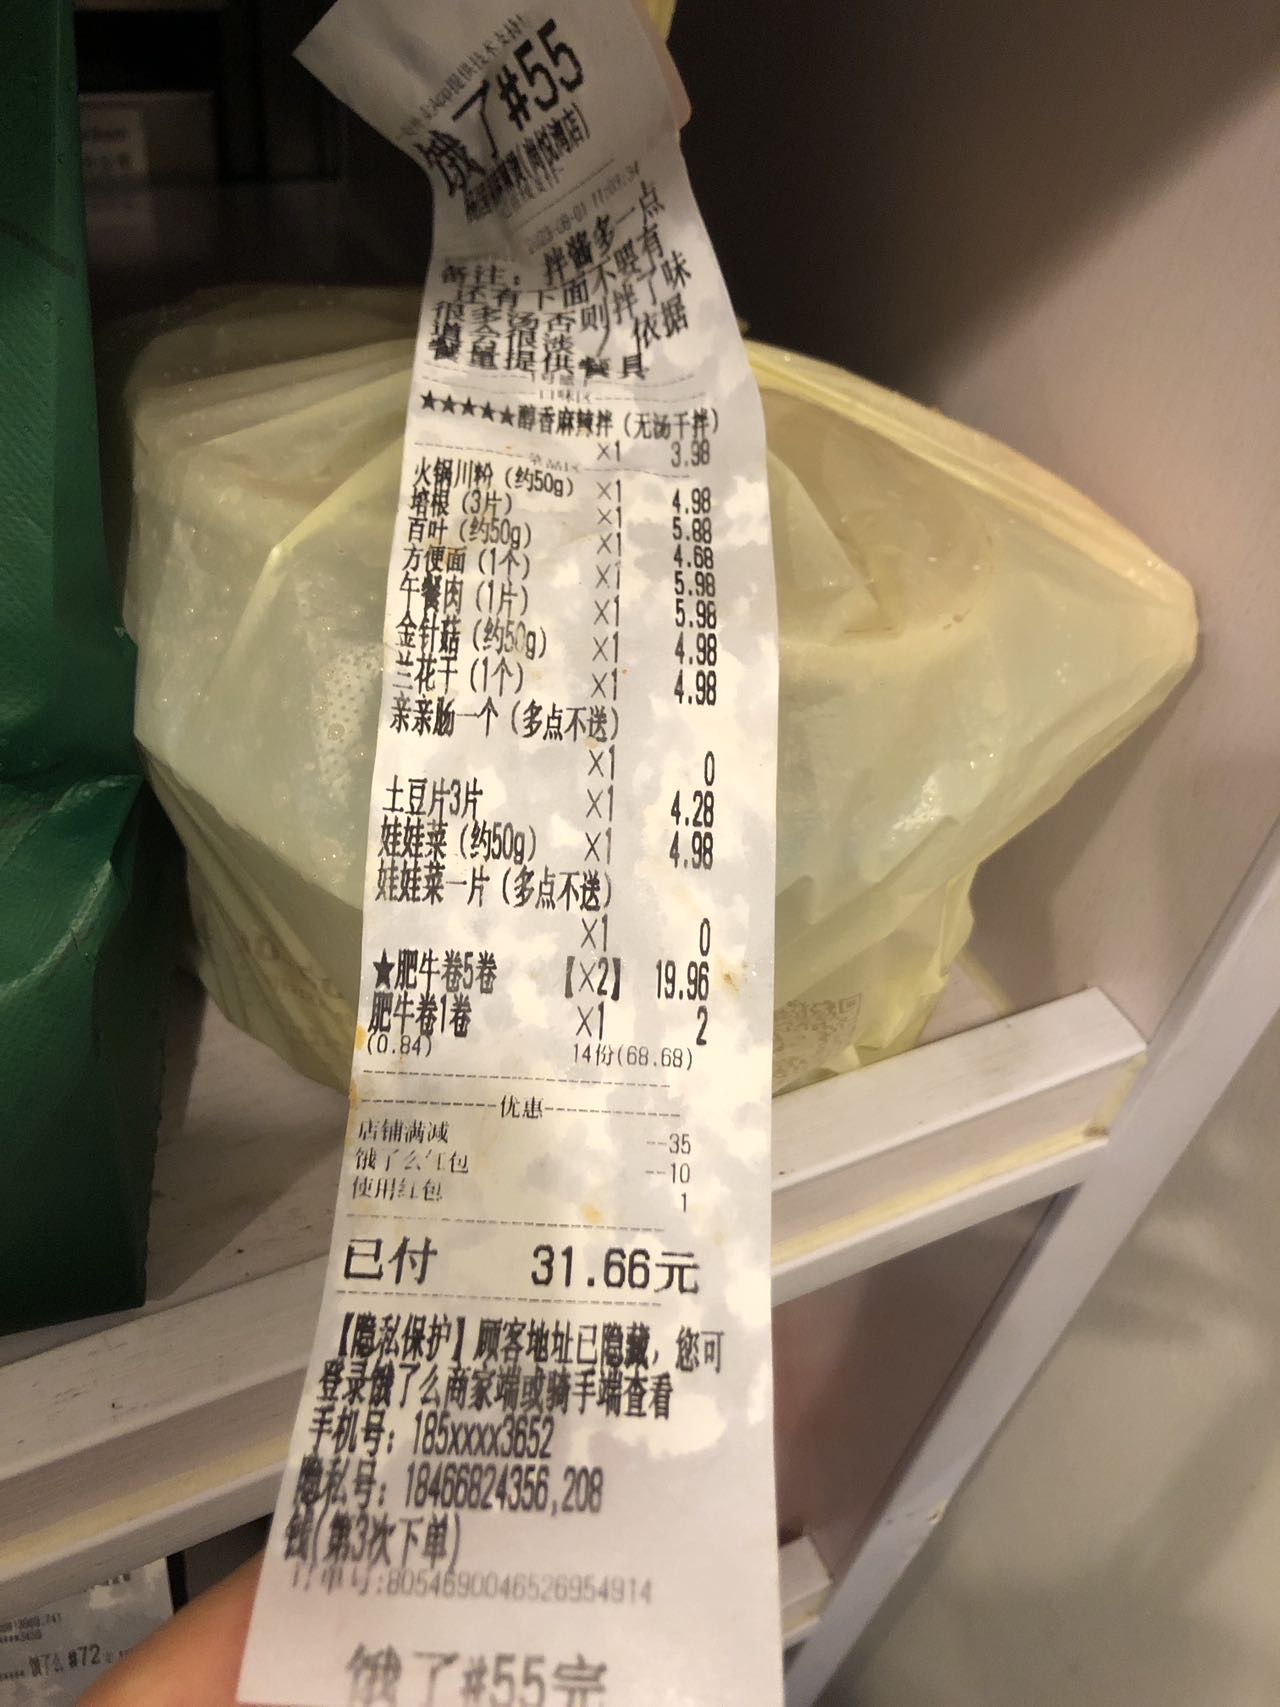 饿了#55
备注：拌酱多一点
还有下面不要有
很多汤否则拌了味
道会很淡，依据
餐量提供餐具
口味区
★★★★★醇香麻辣拌（无汤干拌）
×1 3.98
菜品区
火锅川粉（约50g） ×1 4.98
培根（3片） ×1 5.88
百叶（约50g） ×1 4.68
方便面（1个） ×1 5.98
午餐肉（1片） ×1 5.98
金针菇（约50g） ×1 4.98
兰花干（1个） ×1 4.98
亲亲肠一个（多点不送）
×1 0
土豆片3片 ×1 4.28
娃娃菜（约50g） ×1 4.98
娃娃菜一片（多点不送）
×1 0
★肥牛卷5卷 【×2】 19.96
肥牛卷1卷 ×1 2
(0.84) 14份(68.68)
优惠
店铺满减 --35
饿了么红包 --10
使用红包 1
已付 31.66元
【隐私保护】顾客地址已隐藏，您可
登录饿了么商家端或骑手端查看
手机号：185xxxx3652
隐私号：18466824356,208
钱(第3次下单)
订单号:8054690046526954914
饿了#55完
饿了么 #72